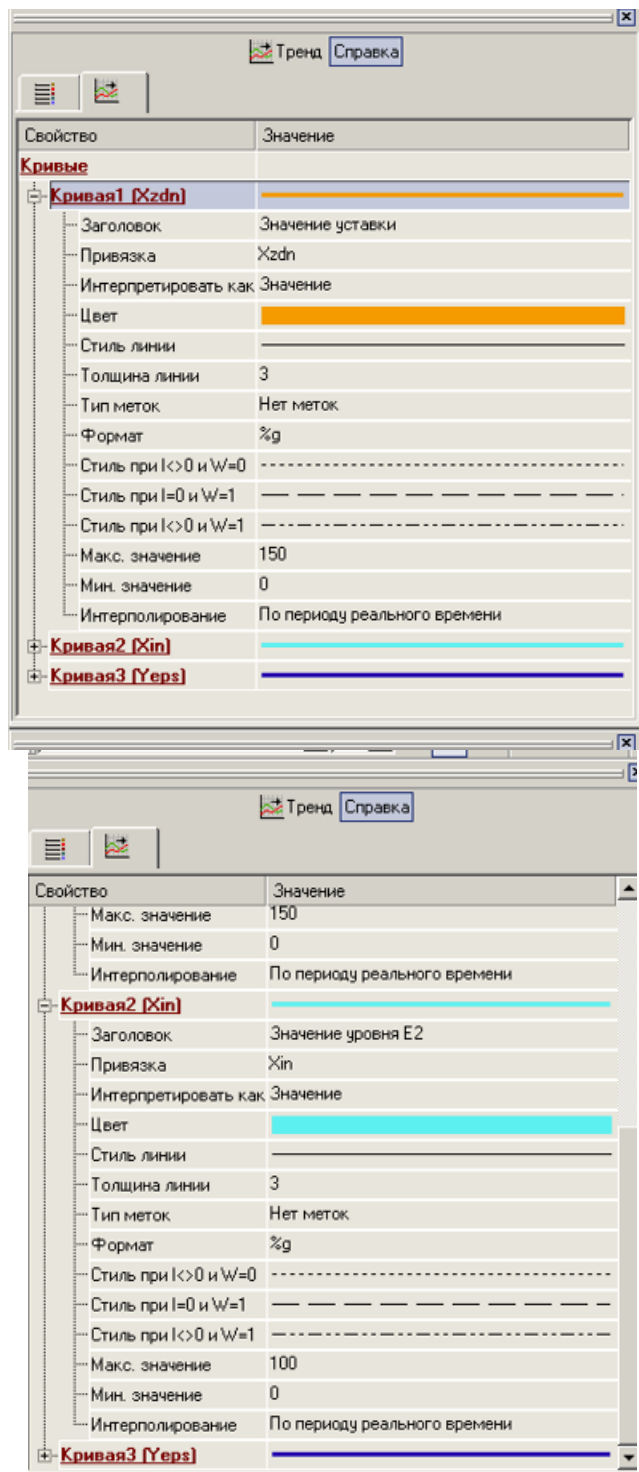 Тренд Справка
Свойство Значение
Кривые
Кривая1 (Xzdn)
Заголовок Значение уставки
Привязка Xzdn
Интерпретировать как Значение
Цвет
Стиль линии
Толщина линии 3
Тип меток Нет меток
Формат %g
Стиль при I<>0 и W=0
Стиль при I=0 и W=1
Стиль при I<>0 и W=1
Макс. значение 150
Мин. значение 0
Интерполирование По периоду реального времени
Кривая2 (Xin)
Кривая3 (Yeps)
Тренд Справка
Свойство Значение
Макс. значение 150
Мин. значение 0
Интерполирование По периоду реального времени
Кривая2 (Xin)
Заголовок Значение уровня E2
Привязка Xin
Интерпретировать как Значение
Цвет
Стиль линии
Толщина линии 3
Тип меток Нет меток
Формат %g
Стиль при I<>0 и W=0
Стиль при I=0 и W=1
Стиль при I<>0 и W=1
Макс. значение 100
Мин. значение 0
Интерполирование По периоду реального времени
Кривая3 (Yeps)